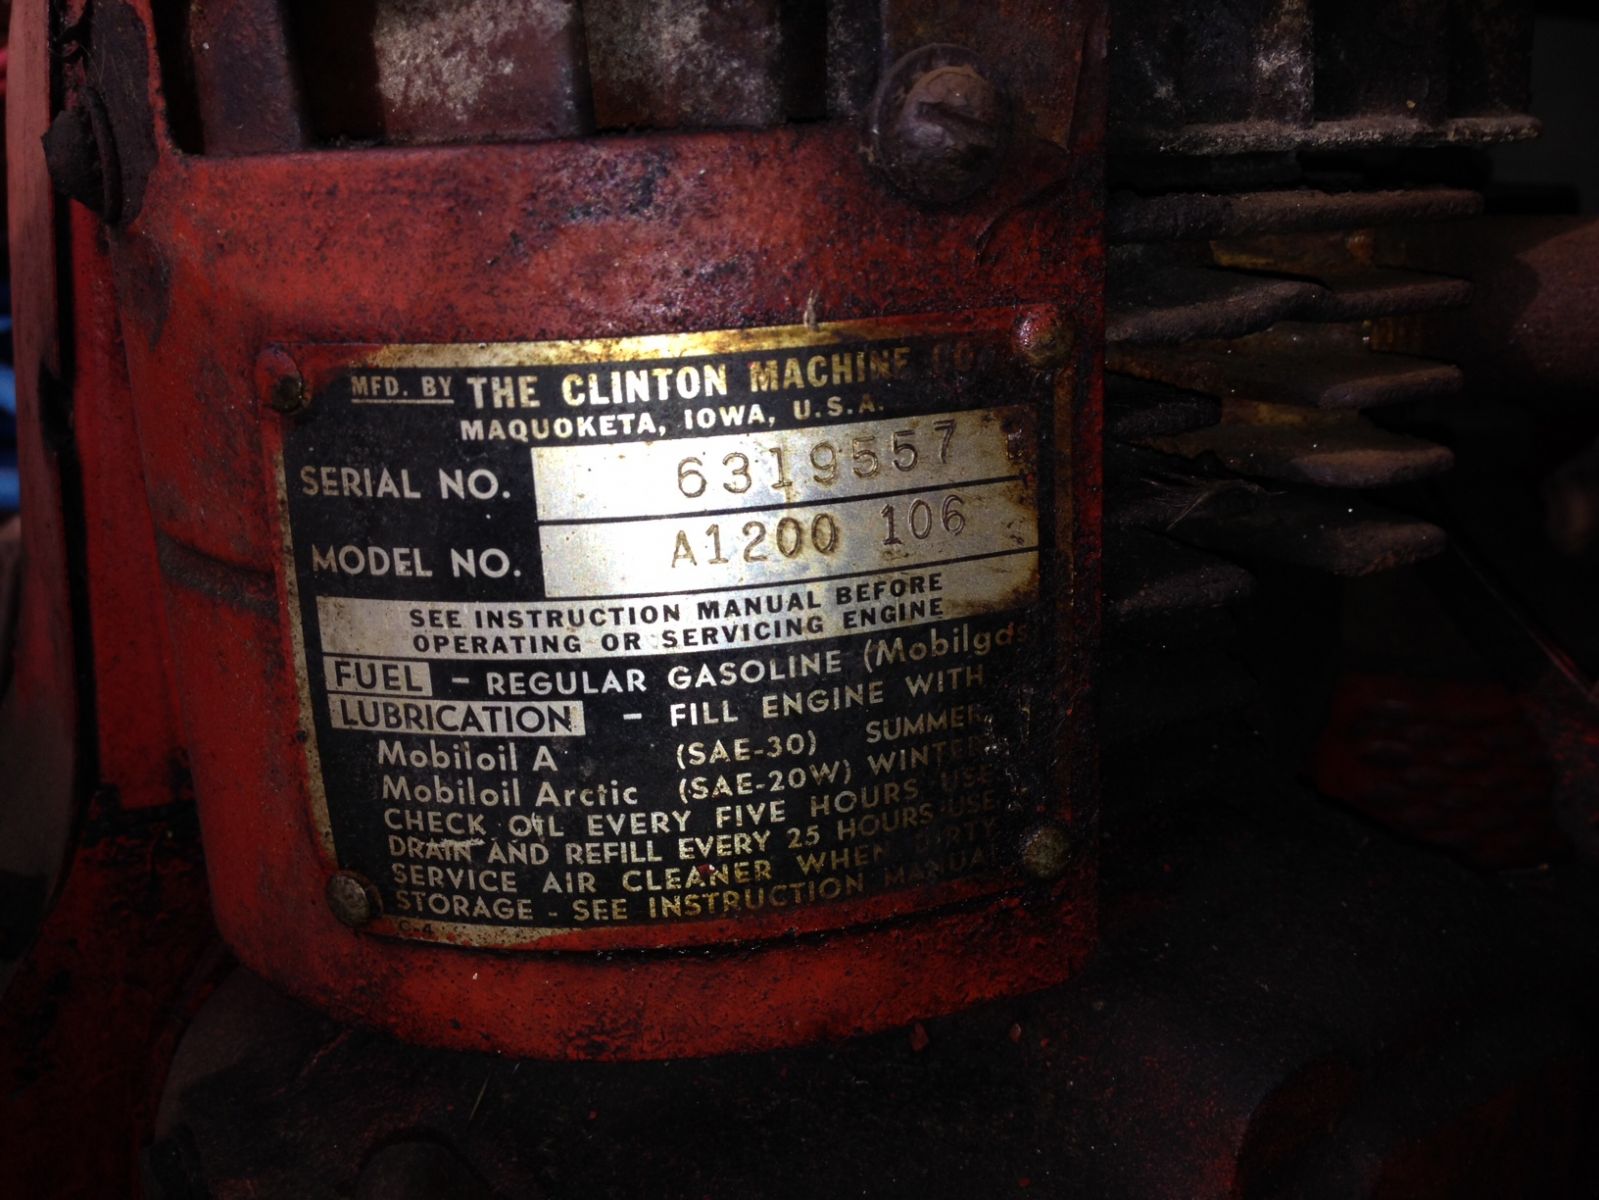 MFD. BY THE CLINTON MACHINE CO.
MAQUOKETA, IOWA, U.S.A.
SERIAL NO. 6319557
MODEL NO. A1200 106
SEE INSTRUCTION MANUAL BEFORE
OPERATING OR SERVICING ENGINE
FUEL - REGULAR GASOLINE (Mobilgas
LUBRICATION - FILL ENGINE WITH
Mobiloil A (SAE-30) SUMMER
Mobiloil Arctic (SAE-20W) WINTER
CHECK OIL EVERY FIVE HOURS USE
DRAIN AND REFILL EVERY 25 HOURS USE
SERVICE AIR CLEANER WHEN DIRTY
STORAGE - SEE INSTRUCTION MANUAL
C-4